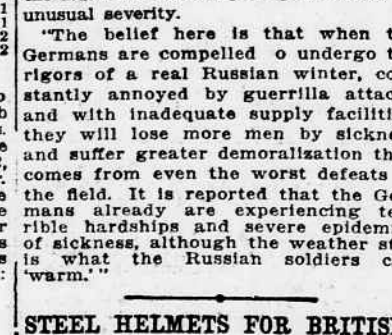 unusual severity.
"The belief here is that when t
Germans are compelled o undergo t
rigors of a real Russian winter, co
stantly annoyed by guerrilla attac
and with inadequate supply faciliti
they will lose more men by sickne
and suffer greater demoralization th
comes from even the worst defeats
the field. It is reported that the Ge
mans already are experiencing te
rible hardships and severe epidem
of sickness, although the weather st
is what the Russian soldiers c
'warm.'"
STEEL HELMETS FOR BRITIS